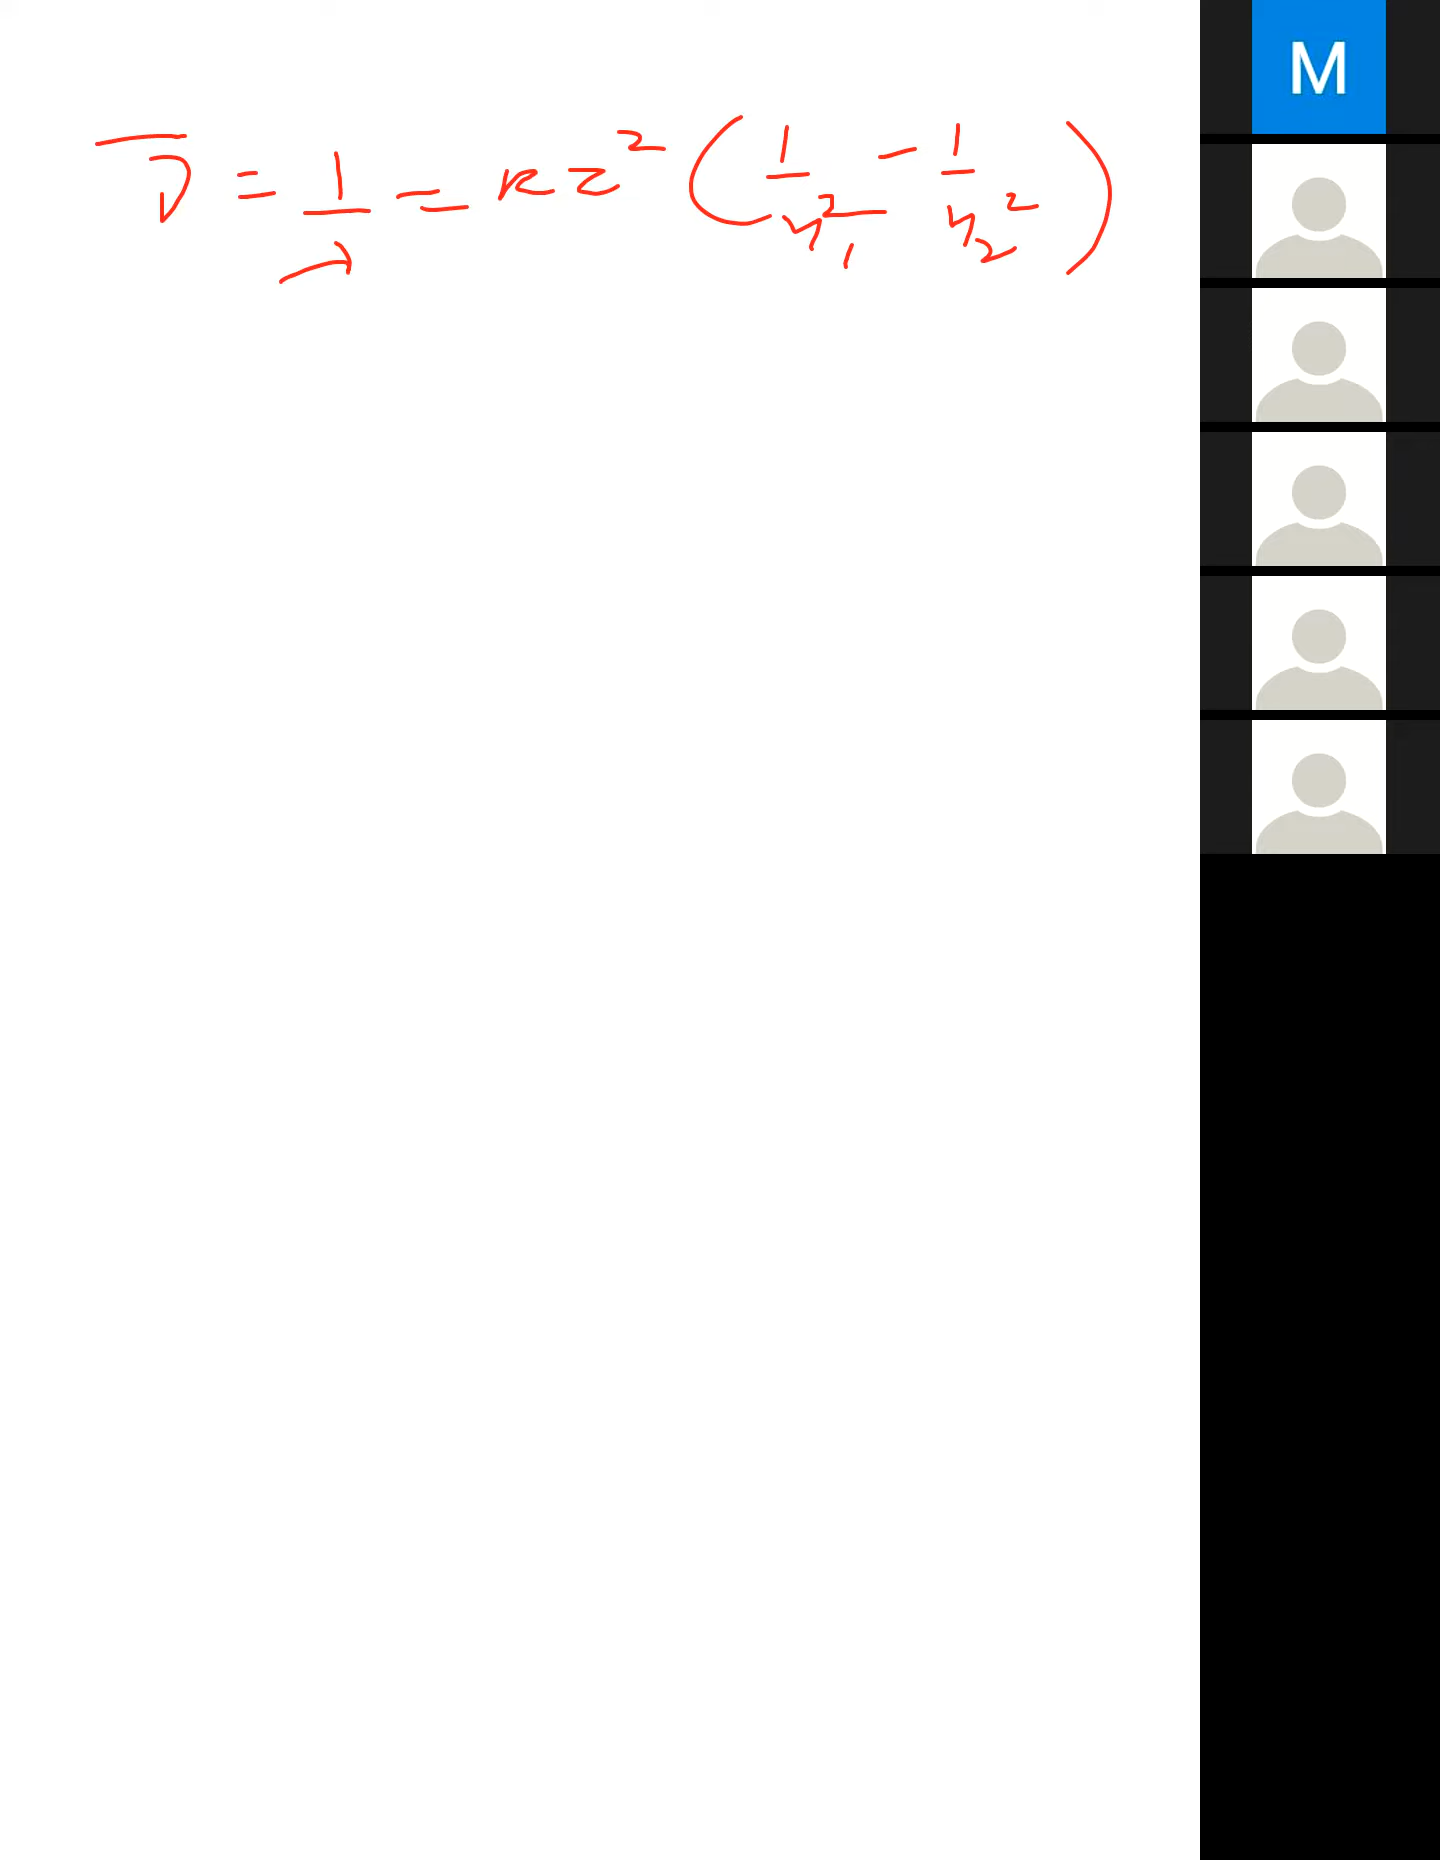 ν̅ = 1/λ = RZ² (1/n₁² − 1/n₂²)
M